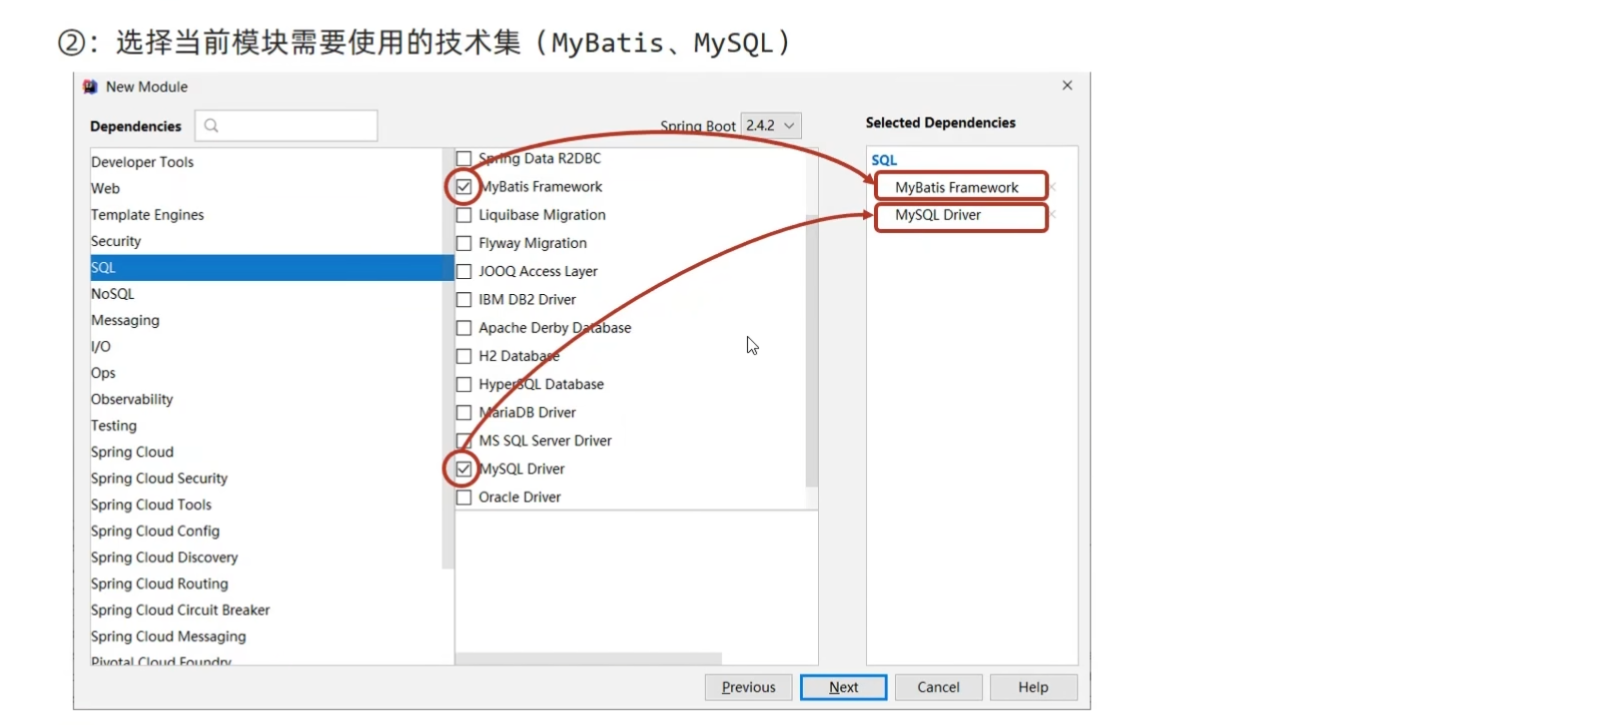 ②：选择当前模块需要使用的技术集（MyBatis、MySQL）
New Module
Dependencies
Spring Boot 2.4.2
Selected Dependencies
Developer Tools
Web
Template Engines
Security
SQL
NoSQL
Messaging
I/O
Ops
Observability
Testing
Spring Cloud
Spring Cloud Security
Spring Cloud Tools
Spring Cloud Config
Spring Cloud Discovery
Spring Cloud Routing
Spring Cloud Circuit Breaker
Spring Cloud Messaging
Pivotal Cloud Foundry
Spring Data R2DBC
MyBatis Framework
Liquibase Migration
Flyway Migration
JOOQ Access Layer
IBM DB2 Driver
Apache Derby Database
H2 Database
HyperSQL Database
MariaDB Driver
MS SQL Server Driver
MySQL Driver
Oracle Driver
SQL
MyBatis Framework
MySQL Driver
Previous
Next
Cancel
Help